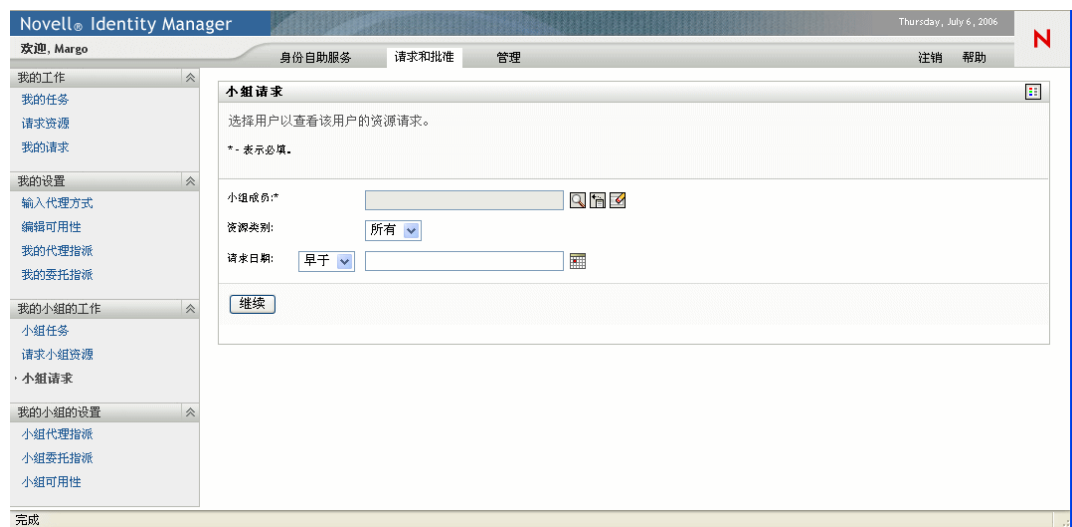 Novell® Identity Manager
Thursday, July 6, 2006
N
欢迎, Margo
身份自助服务
请求和批准
管理
注销
帮助
我的工作
我的任务
请求资源
我的请求
我的设置
输入代理方式
编辑可用性
我的代理指派
我的委托指派
我的小组的工作
小组任务
请求小组资源
小组请求
我的小组的设置
小组代理指派
小组委托指派
小组可用性
小组请求
选择用户以查看该用户的资源请求。
* - 表示必填。
小组成员:*
资源类别:
所有
请求日期:
早于
继续
完成